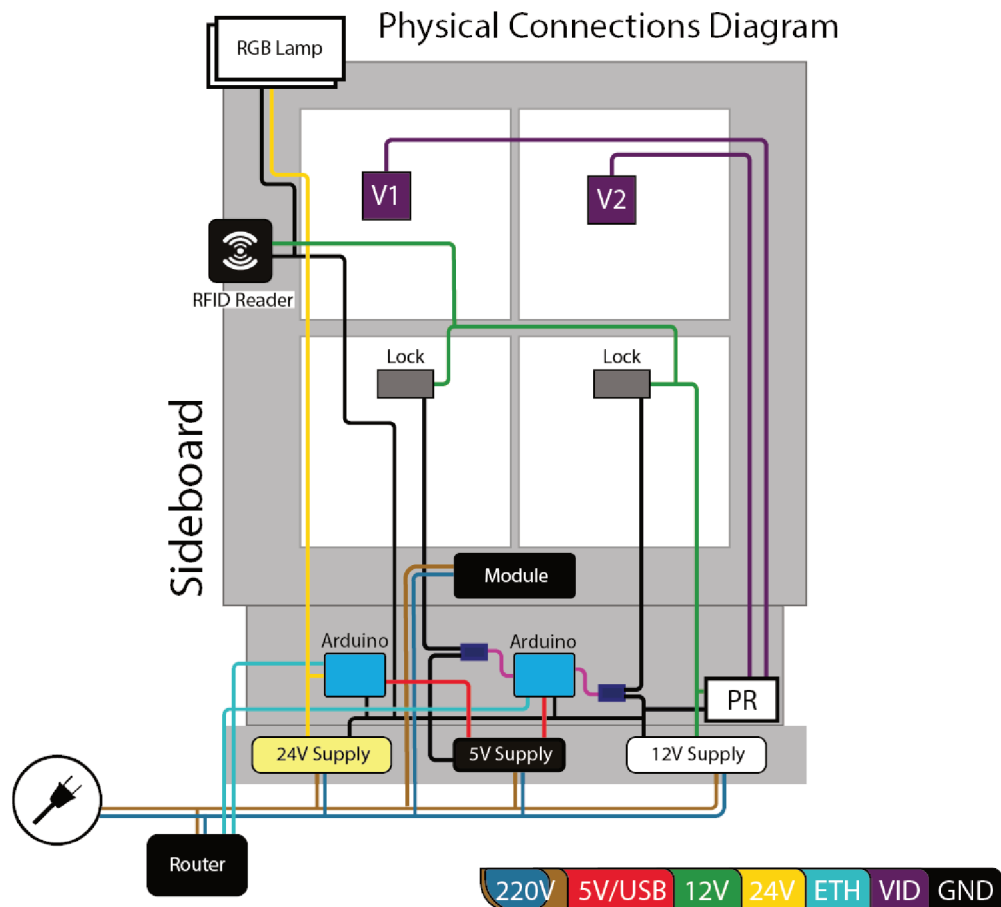 Physical Connections Diagram
RGB Lamp
V1
V2
RFID Reader
Lock
Lock
Sideboard
Module
Arduino
Arduino
PR
24V Supply
5V Supply
12V Supply
Router
220V 5V/USB 12V 24V ETH VID GND